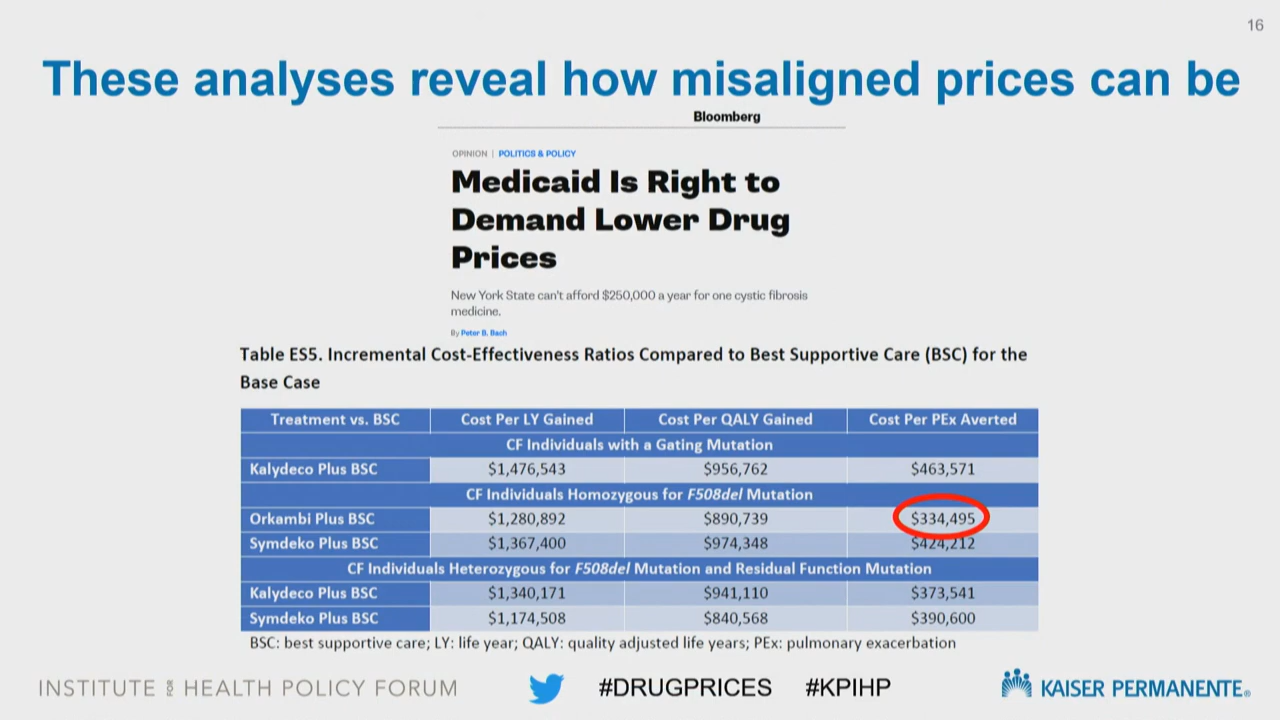 16
These analyses reveal how misaligned prices can be
Bloomberg
OPINION | POLITICS & POLICY
Medicaid Is Right to
Demand Lower Drug
Prices
New York State can't afford $250,000 a year for one cystic fibrosis
medicine.
By Peter B. Bach
Table ES5. Incremental Cost-Effectiveness Ratios Compared to Best Supportive Care (BSC) for the
Base Case
Treatment vs. BSC Cost Per LY Gained Cost Per QALY Gained Cost Per PEx Averted
CF Individuals with a Gating Mutation
Kalydeco Plus BSC $1,476,543 $956,762 $463,571
CF Individuals Homozygous for F508del Mutation
Orkambi Plus BSC $1,280,892 $890,739 $334,495
Symdeko Plus BSC $1,367,400 $974,348 $424,212
CF Individuals Heterozygous for F508del Mutation and Residual Function Mutation
Kalydeco Plus BSC $1,340,171 $941,110 $373,541
Symdeko Plus BSC $1,174,508 $840,568 $390,600
BSC: best supportive care; LY: life year; QALY: quality adjusted life years; PEx: pulmonary exacerbation
INSTITUTE FOR HEALTH POLICY FORUM #DRUGPRICES #KPIHP KAISER PERMANENTE®